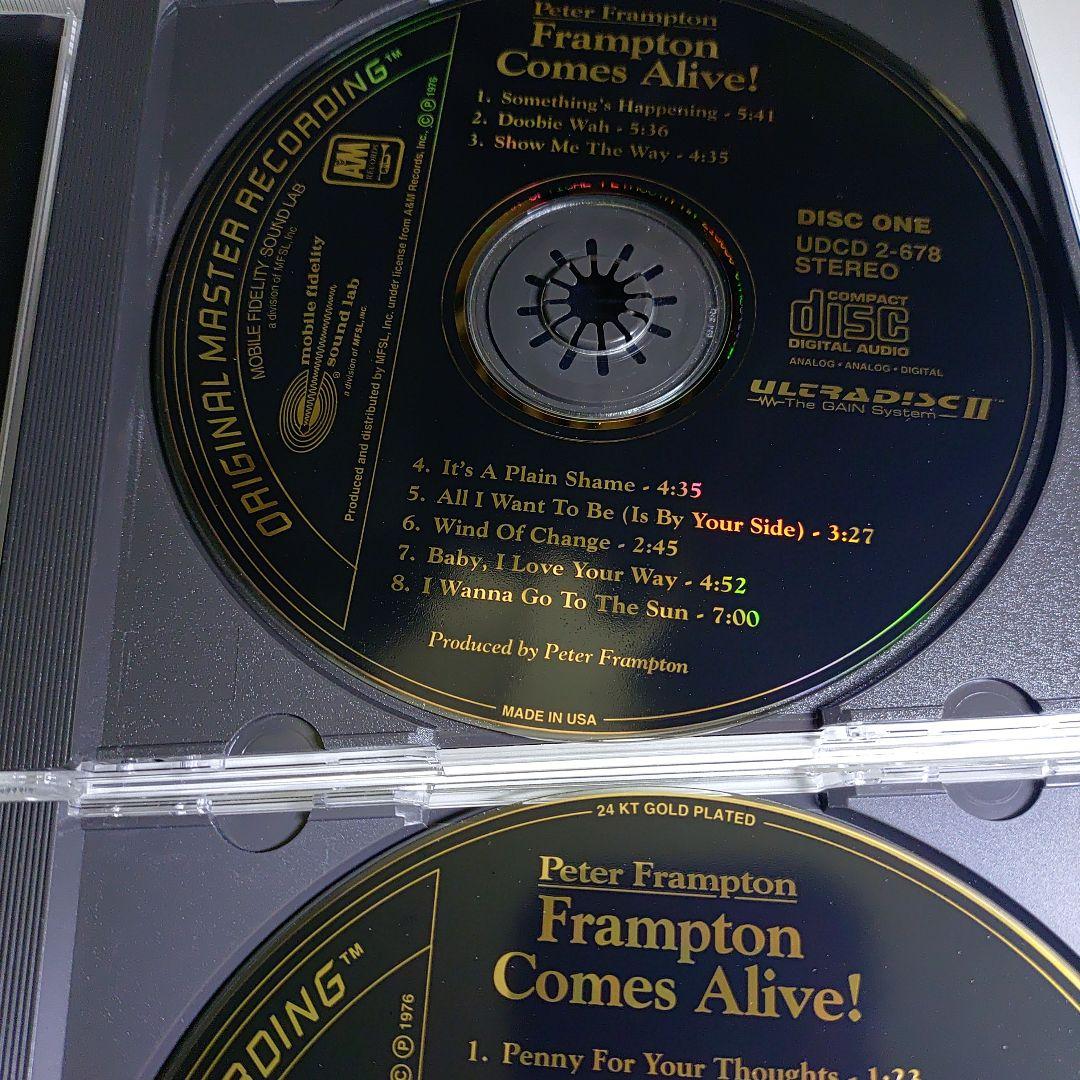 Peter Frampton
Frampton
Comes Alive!
1. Something's Happening - 5:41
2. Doobie Wah - 5:36
3. Show Me The Way - 4:35
ORIGINAL MASTER RECORDING™
MOBILE FIDELITY SOUND LAB
a division of MFSL, Inc
A&M
RECORDS
mobile fidelity
sound lab
®
a division of MFSL, INC.
Produced and distributed by MFSL, Inc. under license from A&M Records, Inc., © ℗ 1976
DISC ONE
UDCD 2-678
STEREO
COMPACT
disc
DIGITAL AUDIO
ANALOG • ANALOG • DIGITAL
ULTRADISC II™
The GAIN System
4. It's A Plain Shame - 4:35
5. All I Want To Be (Is By Your Side) - 3:27
6. Wind Of Change - 2:45
7. Baby, I Love Your Way - 4:52
8. I Wanna Go To The Sun - 7:00
Produced by Peter Frampton
MADE IN USA
24 KT GOLD PLATED
Peter Frampton
Frampton
Comes Alive!
RDING™
© ℗ 1976
1. Penny For Your Thoughts - 1:23